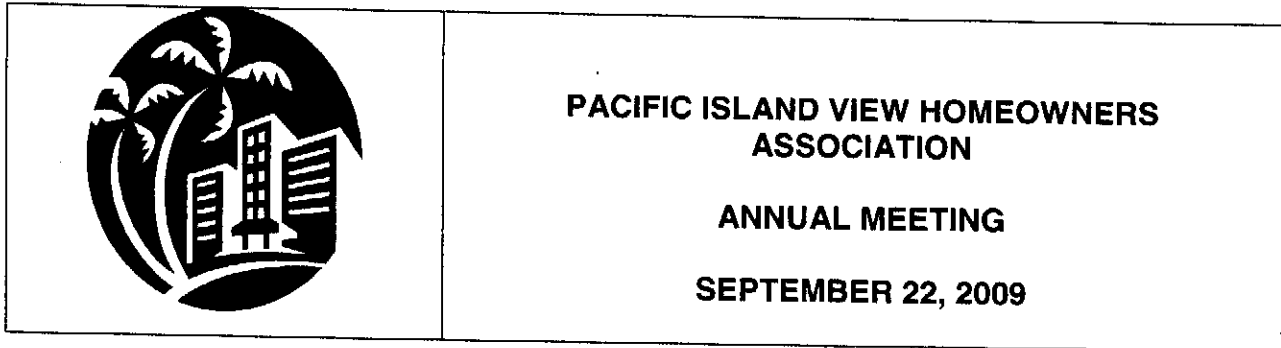 PACIFIC ISLAND VIEW HOMEOWNERS
ASSOCIATION
ANNUAL MEETING
SEPTEMBER 22, 2009